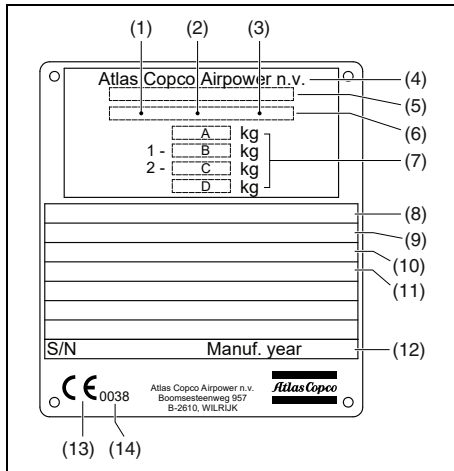 (1) (2) (3)
Atlas Copco Airpower n.v. (4)
(5)
(6)
A kg
1 - B kg (7)
2 - C kg
D kg
(8)
(9)
(10)
(11)
S/N Manuf. year (12)
CE 0038
Atlas Copco Airpower n.v.
Boomsesteenweg 957
B-2610, WILRIJK
Atlas Copco
(13) (14)